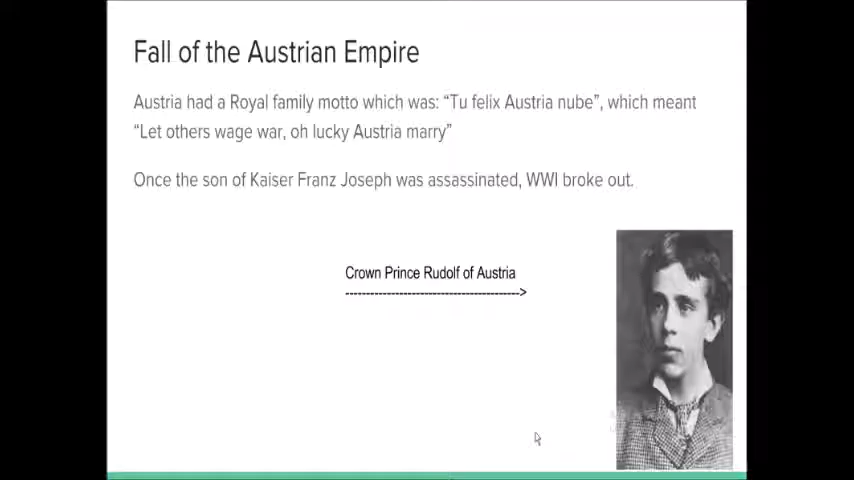 Fall of the Austrian Empire
Austria had a Royal family motto which was: “Tu felix Austria nube”, which meant
“Let others wage war, oh lucky Austria marry”
Once the son of Kaiser Franz Joseph was assassinated, WWI broke out.
Crown Prince Rudolf of Austria
------------------------------------------>